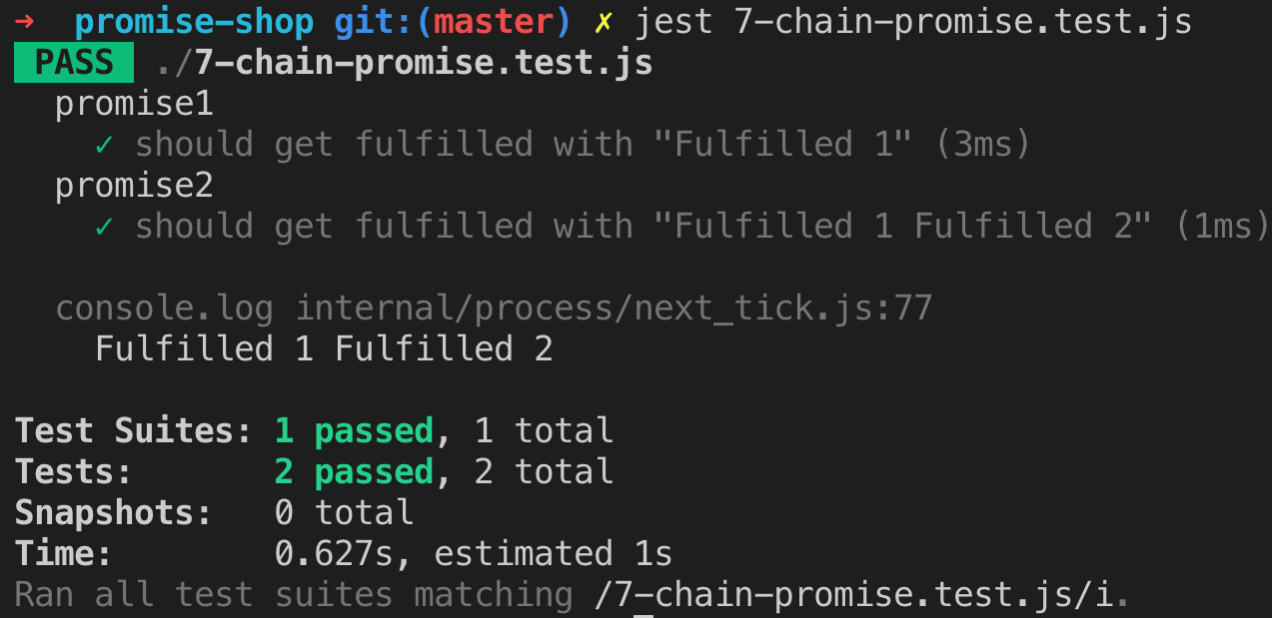 → promise-shop git:(master) ✗ jest 7-chain-promise.test.js
PASS ./7-chain-promise.test.js
promise1
✓ should get fulfilled with "Fulfilled 1" (3ms)
promise2
✓ should get fulfilled with "Fulfilled 1 Fulfilled 2" (1ms)
console.log internal/process/next_tick.js:77
Fulfilled 1 Fulfilled 2
Test Suites: 1 passed, 1 total
Tests: 2 passed, 2 total
Snapshots: 0 total
Time: 0.627s, estimated 1s
Ran all test suites matching /7-chain-promise.test.js/i.